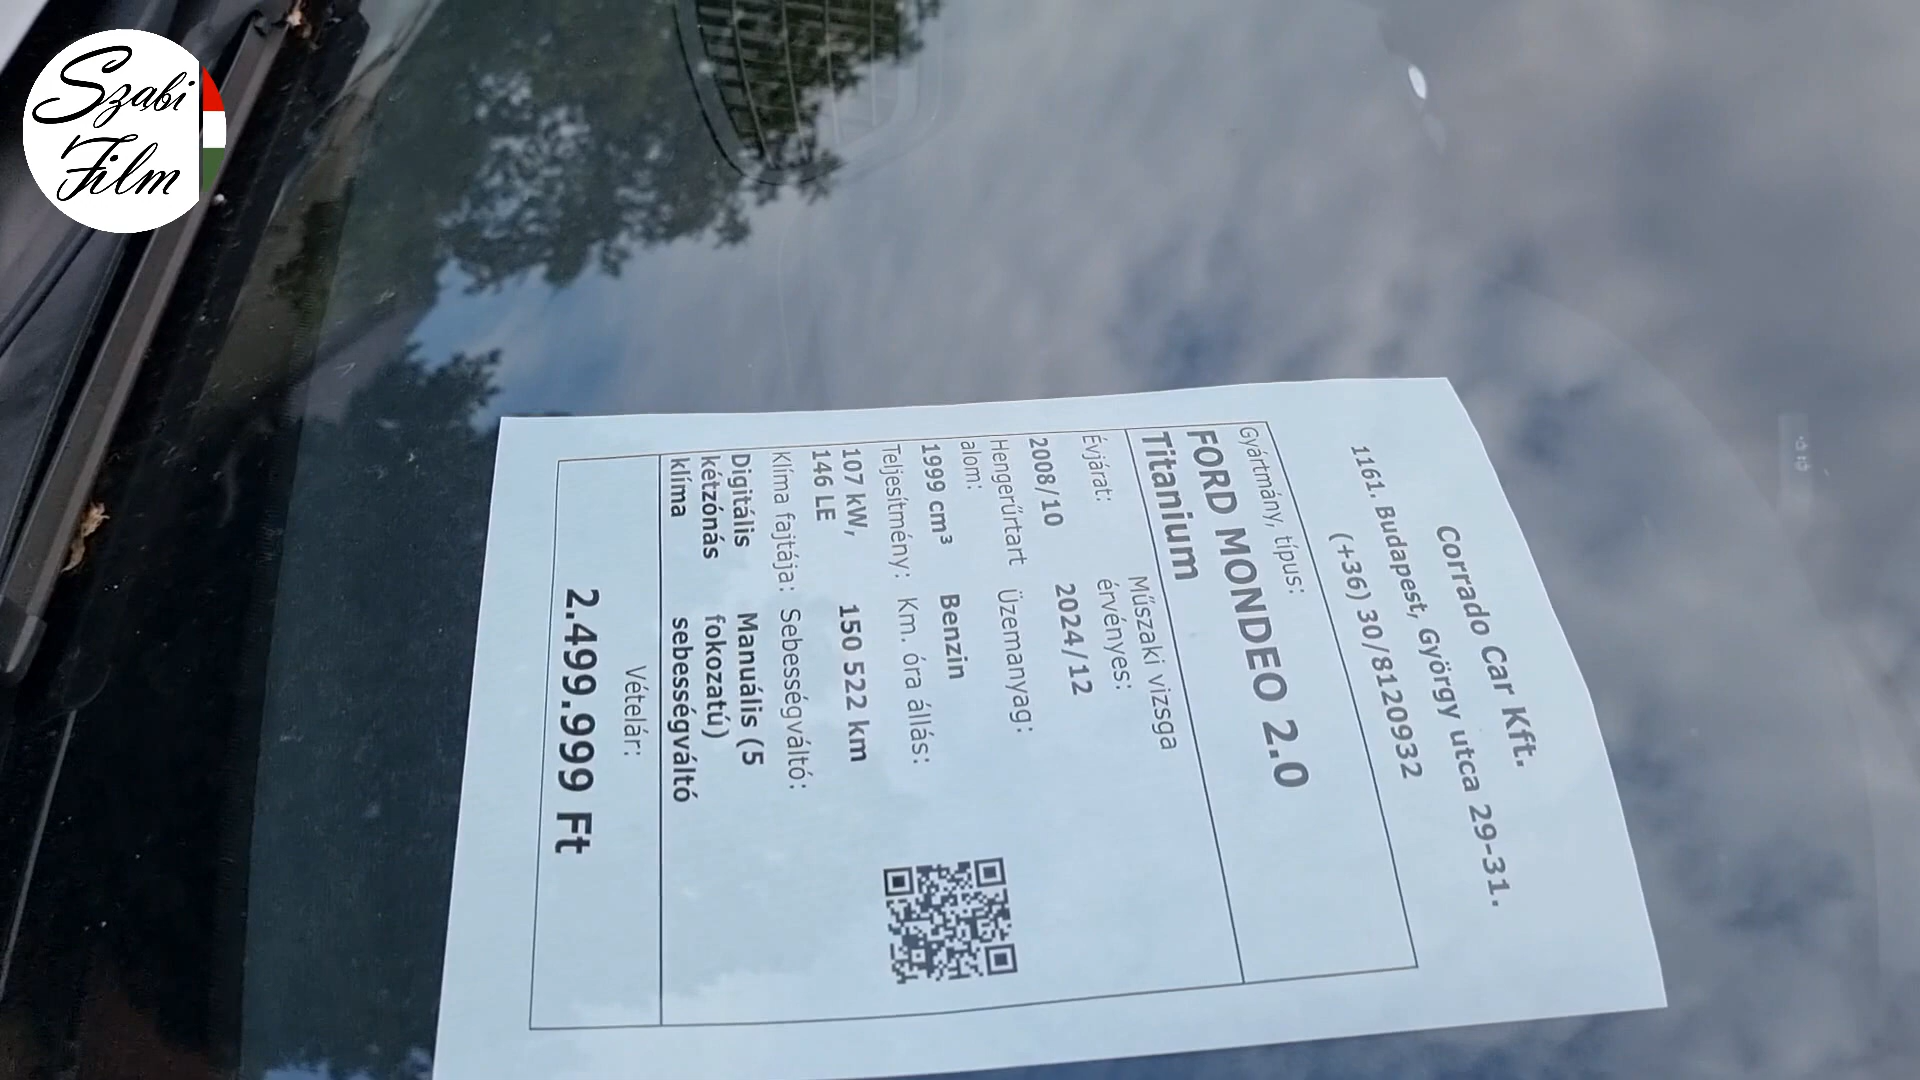 Szabi
Film
Corrado Car Kft.
1161. Budapest, György utca 29-31.
(+36) 30/8120932
Gyártmány, típus:
FORD MONDEO 2.0
Titanium
Évjárat:
2008/10
Műszaki vizsga
érvényes:
2024/12
Hengerűrtart
alom:
1999 cm³
Üzemanyag:
Benzin
Teljesítmény:
107 kW,
146 LE
Km. óra állás:
150 522 km
Klíma fajtája:
Digitális
kétzónás
klíma
Sebességváltó:
Manuális (5
fokozatú)
sebességváltó
Vételár:
2.499.999 Ft